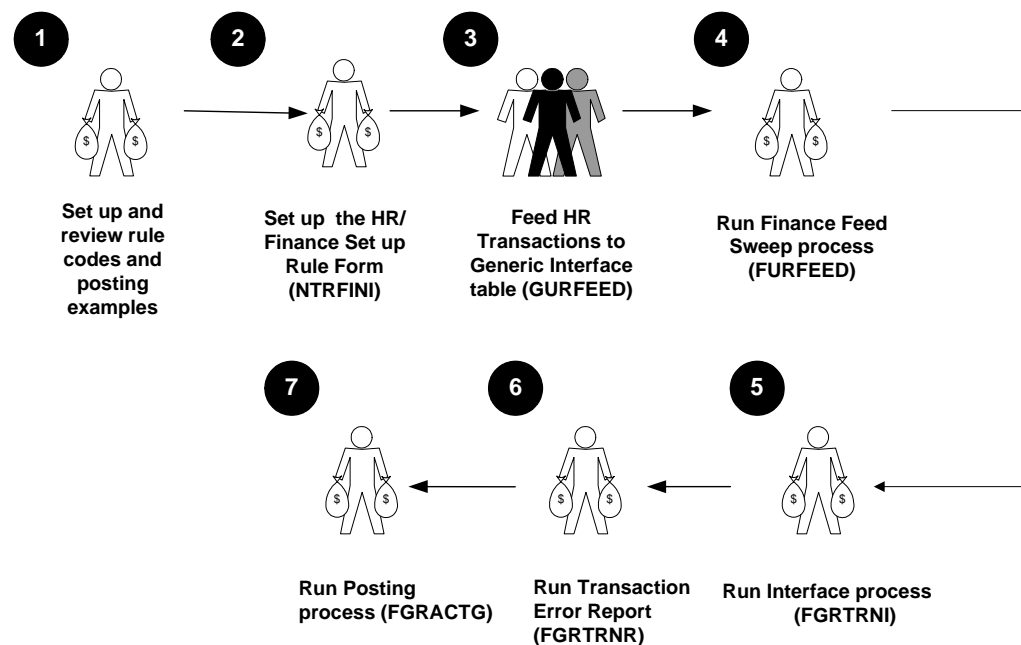 1
2
3
4
$ $
$ $
$ $
Set up and
review rule
codes and
posting
examples
Set up the HR/
Finance Set up
Rule Form
(NTRFINI)
Feed HR
Transactions to
Generic Interface
table (GURFEED)
Run Finance Feed
Sweep process
(FURFEED)
7
6
5
$ $
$ $
$ $
Run Posting
process (FGRACTG)
Run Transaction
Error Report
(FGRTRNR)
Run Interface process
(FGRTRNI)